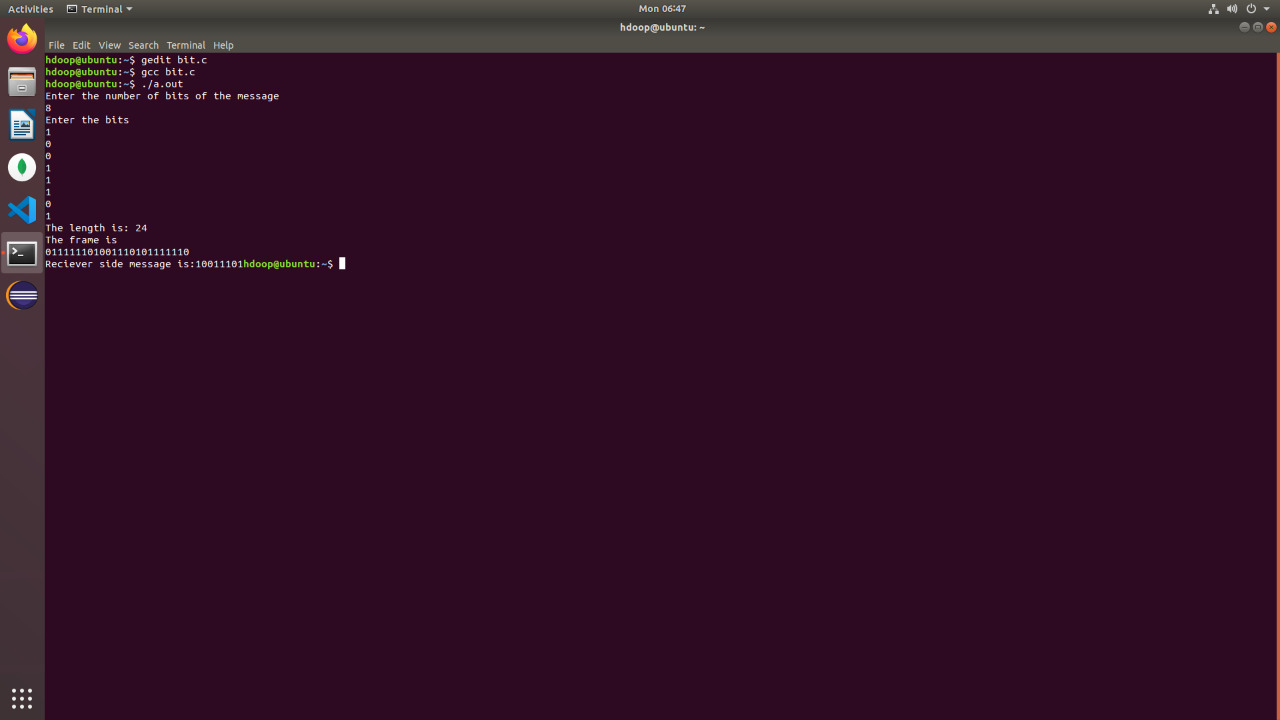 Activities Terminal Mon 06:47
hdoop@ubuntu: ~
File Edit View Search Terminal Help
hdoop@ubuntu:~$ gedit bit.c
hdoop@ubuntu:~$ gcc bit.c
hdoop@ubuntu:~$ ./a.out
Enter the number of bits of the message
8
Enter the bits
1
0
0
1
1
1
0
1
The length is: 24
The frame is
011111101001110101111110
Reciever side message is:10011101hdoop@ubuntu:~$